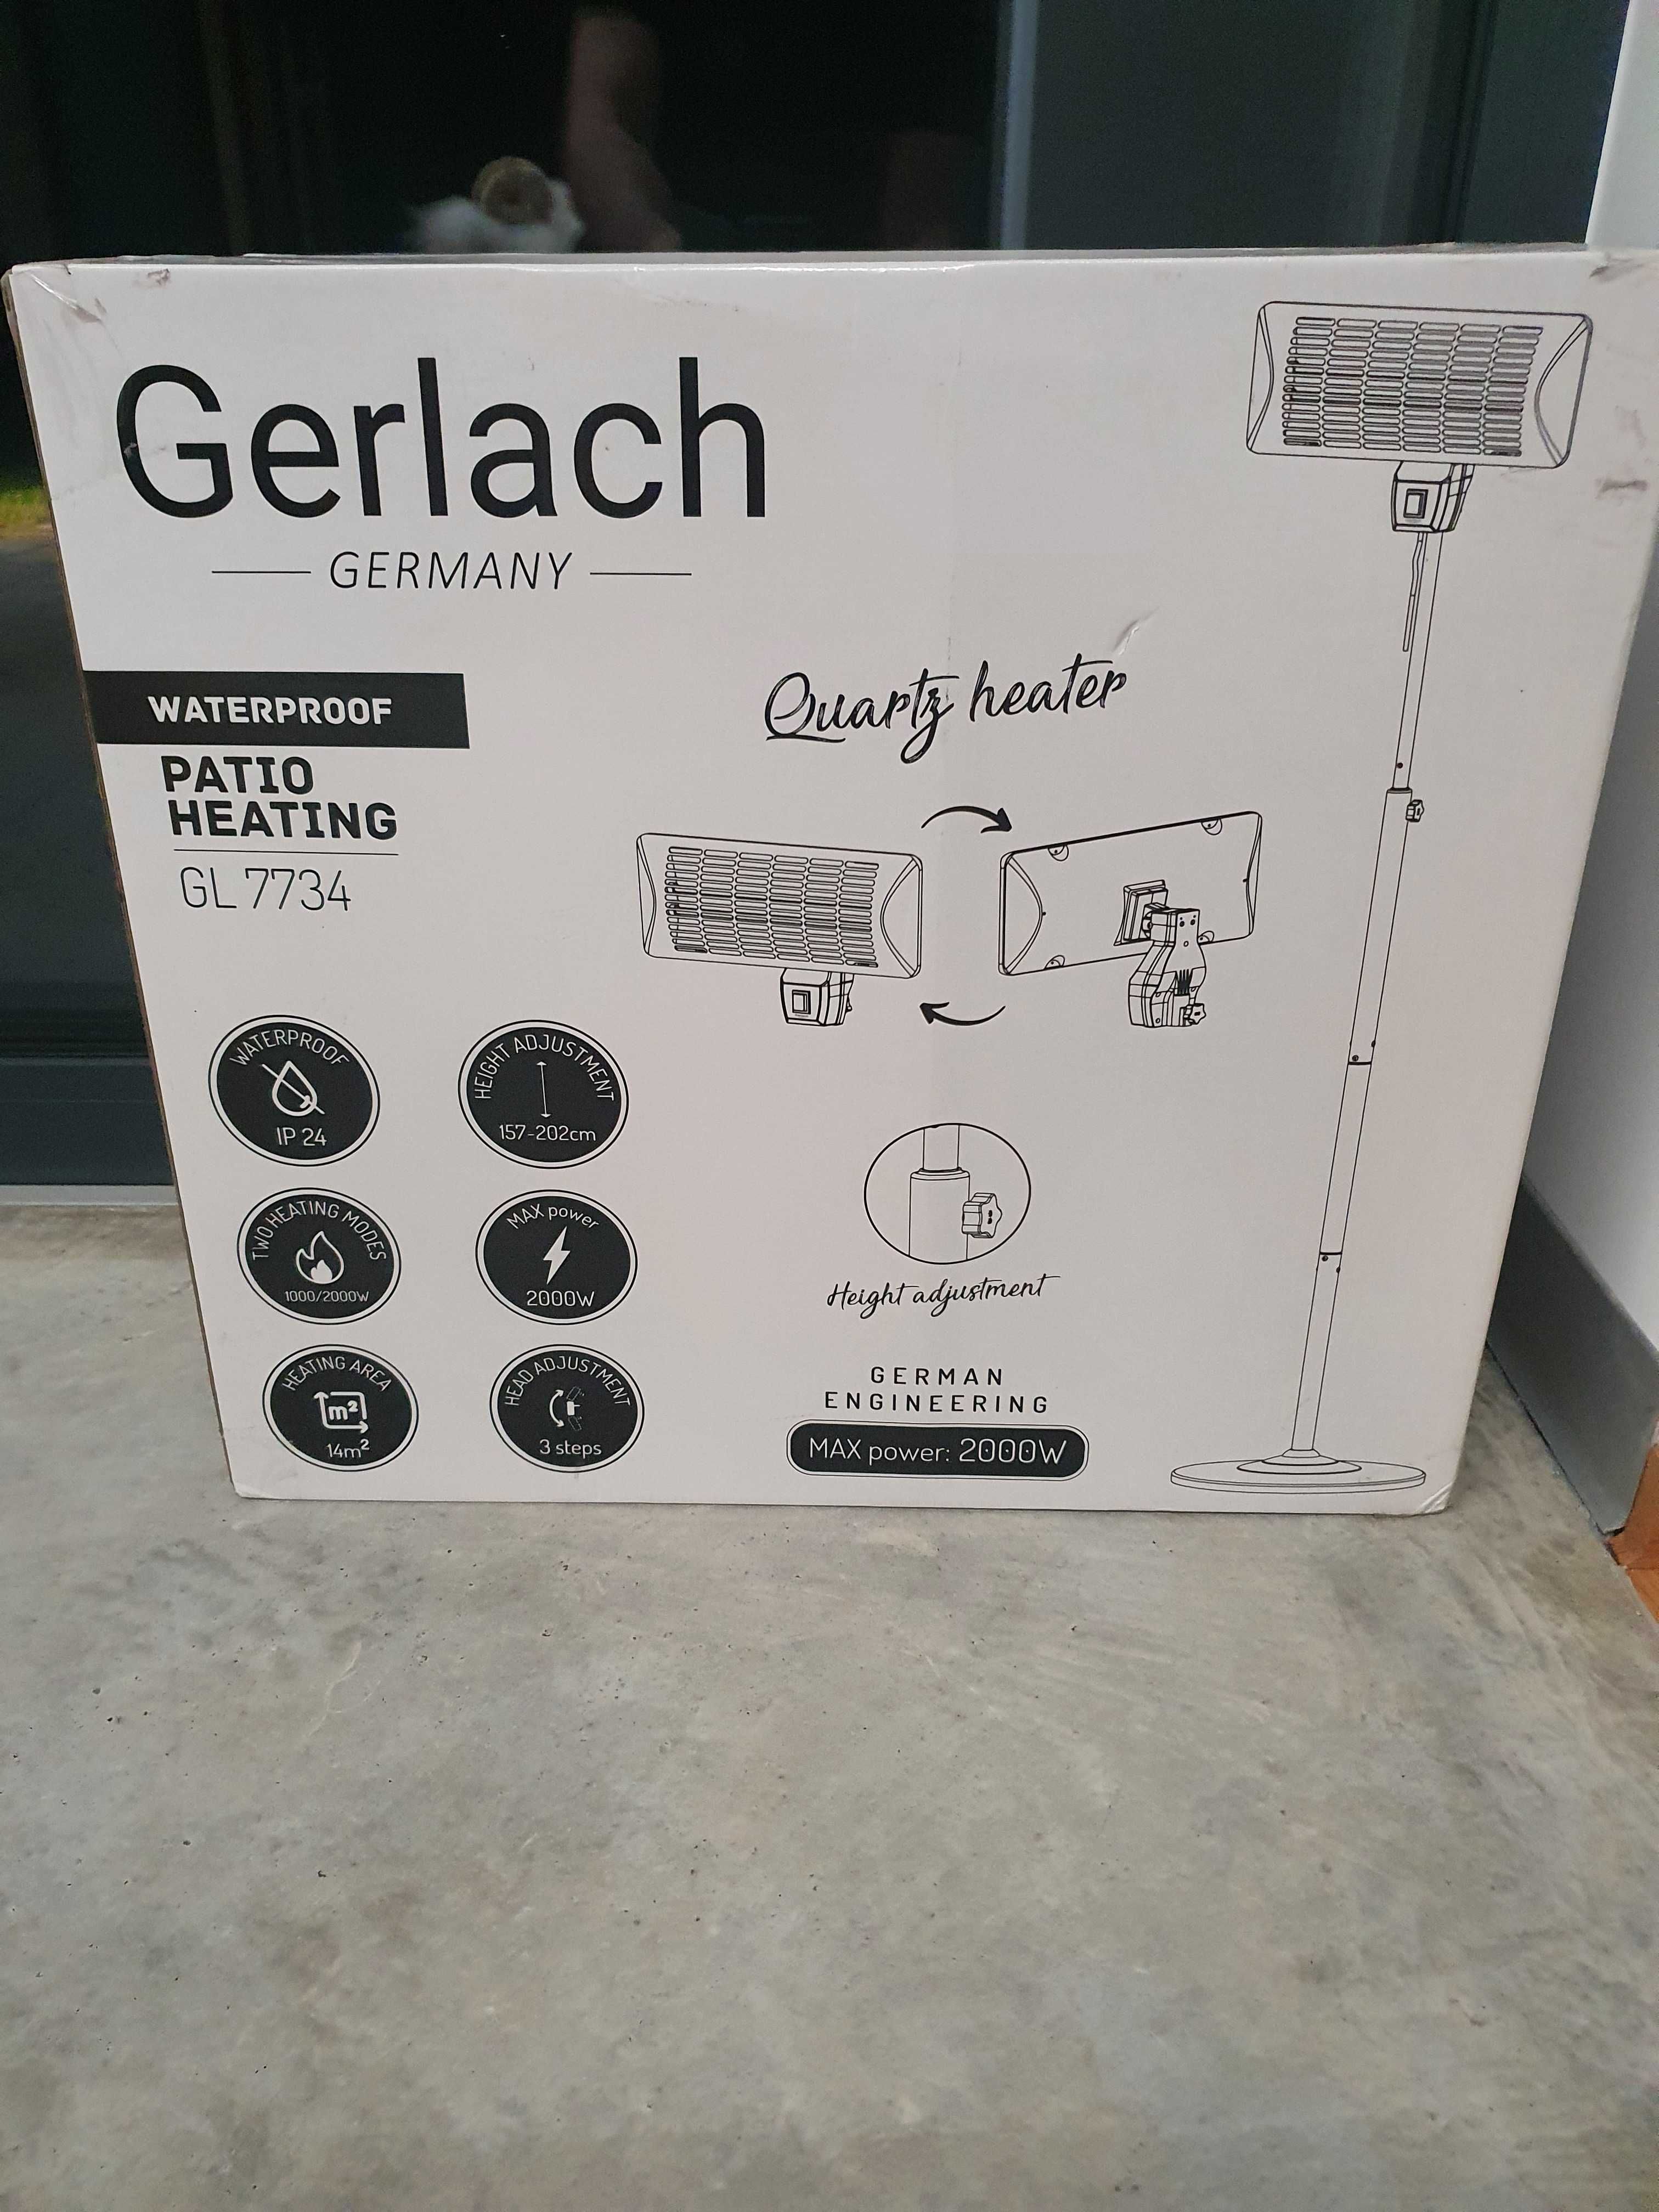 Gerlach
GERMANY
WATERPROOF
PATIO
HEATING
GL 7734
Quartz heater
WATERPROOF
IP 24
HEIGHT ADJUSTMENT
157-202cm
TWO HEATING MODES
1000/2000W
MAX power
2000W
HEATING AREA
m²
14m²
HEAD ADJUSTMENT
3 steps
Height adjustment
GERMAN
ENGINEERING
MAX power: 2000W